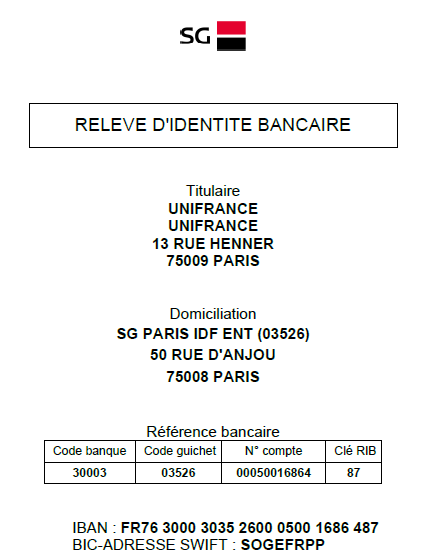 SG
RELEVE D'IDENTITE BANCAIRE
Titulaire
UNIFRANCE
UNIFRANCE
13 RUE HENNER
75009 PARIS
Domiciliation
SG PARIS IDF ENT (03526)
50 RUE D'ANJOU
75008 PARIS
Référence bancaire
Code banque Code guichet N° compte Clé RIB
30003 03526 00050016864 87
IBAN : FR76 3000 3035 2600 0500 1686 487
BIC-ADRESSE SWIFT : SOGEFRPP